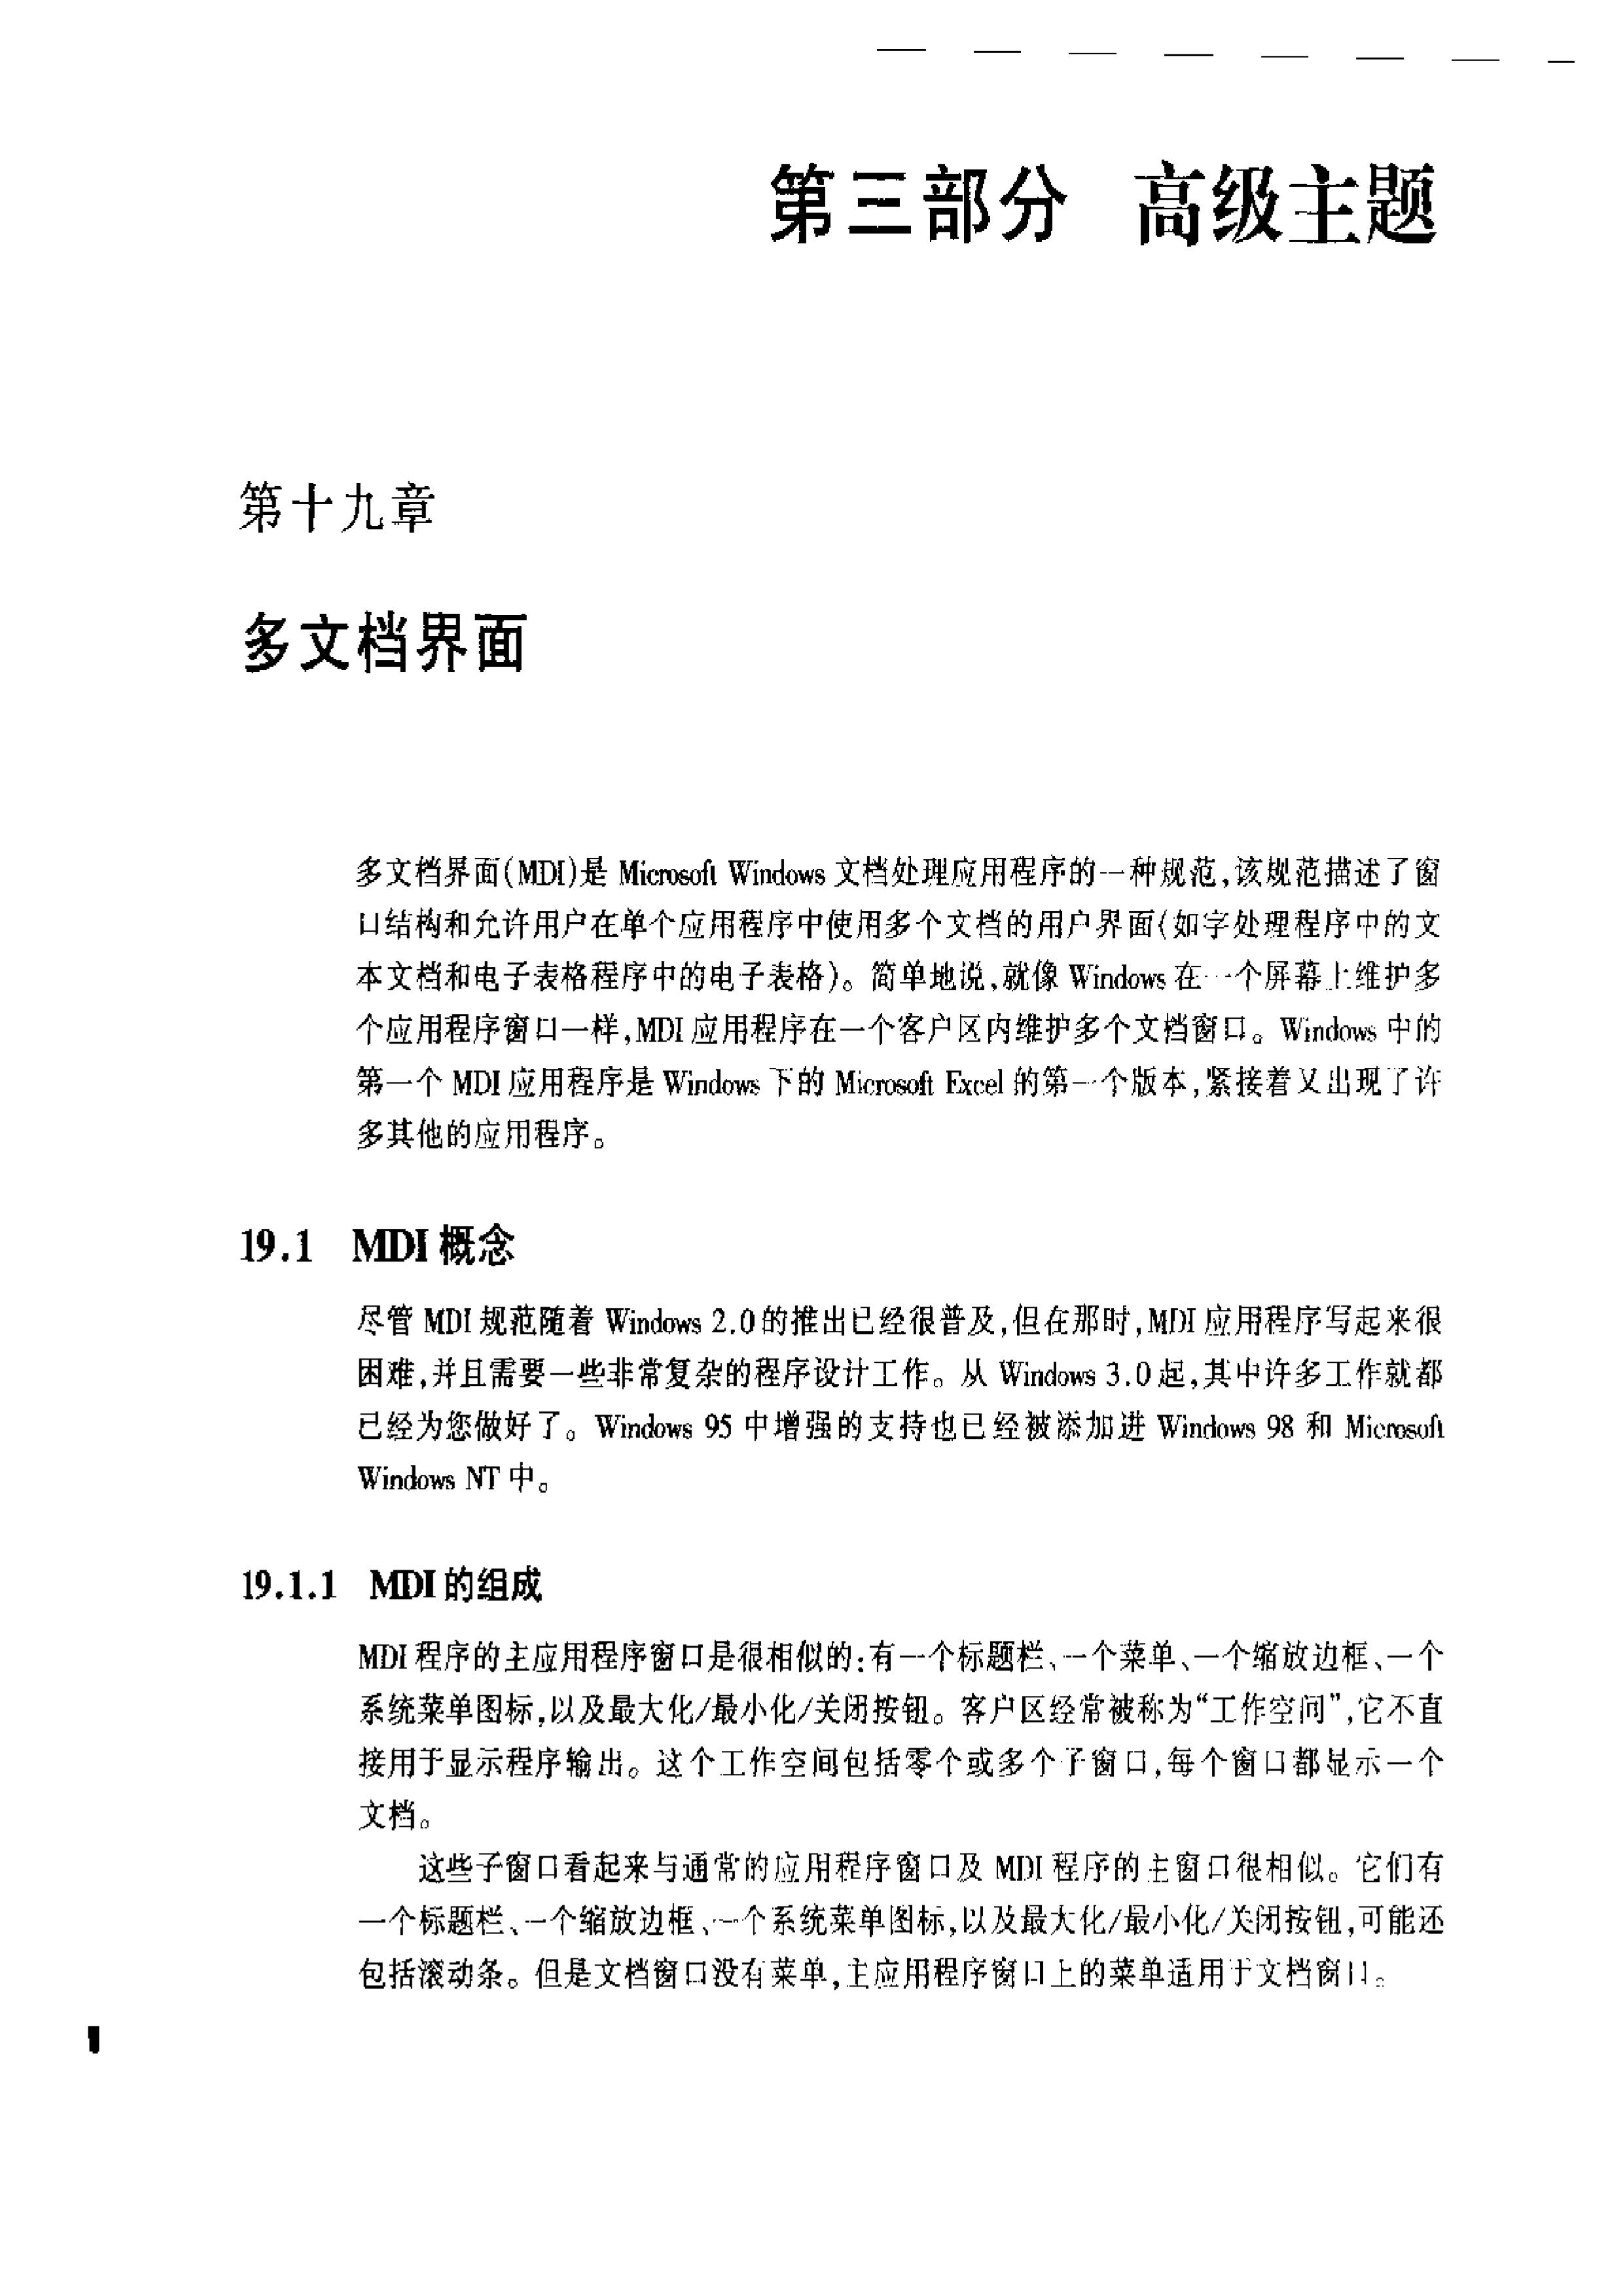 第三部分 高级主题
第十九章
多文档界面
多文档界面(MDI)是 Microsoft Windows 文档处理应用程序的一种规范,该规范描述了窗
口结构和允许用户在单个应用程序中使用多个文档的用户界面(如字处理程序中的文
本文档和电子表格程序中的电子表格)。简单地说,就像 Windows 在一个屏幕上维护多
个应用程序窗口一样,MDI 应用程序在一个客户区内维护多个文档窗口。Windows 中的
第一个 MDI 应用程序是 Windows 下的 Microsoft Excel 的第一个版本,紧接着又出现了许
多其他的应用程序。
19.1 MDI 概念
尽管 MDI 规范随着 Windows 2.0 的推出已经很普及,但在那时,MDI 应用程序写起来很
困难,并且需要一些非常复杂的程序设计工作。从 Windows 3.0 起,其中许多工作就都
已经为您做好了。Windows 95 中增强的支持也已经被添加进 Windows 98 和 Microsoft
Windows NT 中。
19.1.1 MDI 的组成
MDI 程序的主应用程序窗口是很相似的:有一个标题栏、一个菜单、一个缩放边框、一个
系统菜单图标,以及最大化/最小化/关闭按钮。客户区经常被称为“工作空间”,它不直
接用于显示程序输出。这个工作空间包括零个或多个子窗口,每个窗口都显示一个
文档。
这些子窗口看起来与通常的应用程序窗口及 MDI 程序的主窗口很相似。它们有
一个标题栏、一个缩放边框、一个系统菜单图标,以及最大化/最小化/关闭按钮,可能还
包括滚动条。但是文档窗口没有菜单,主应用程序窗口上的菜单适用于文档窗口。